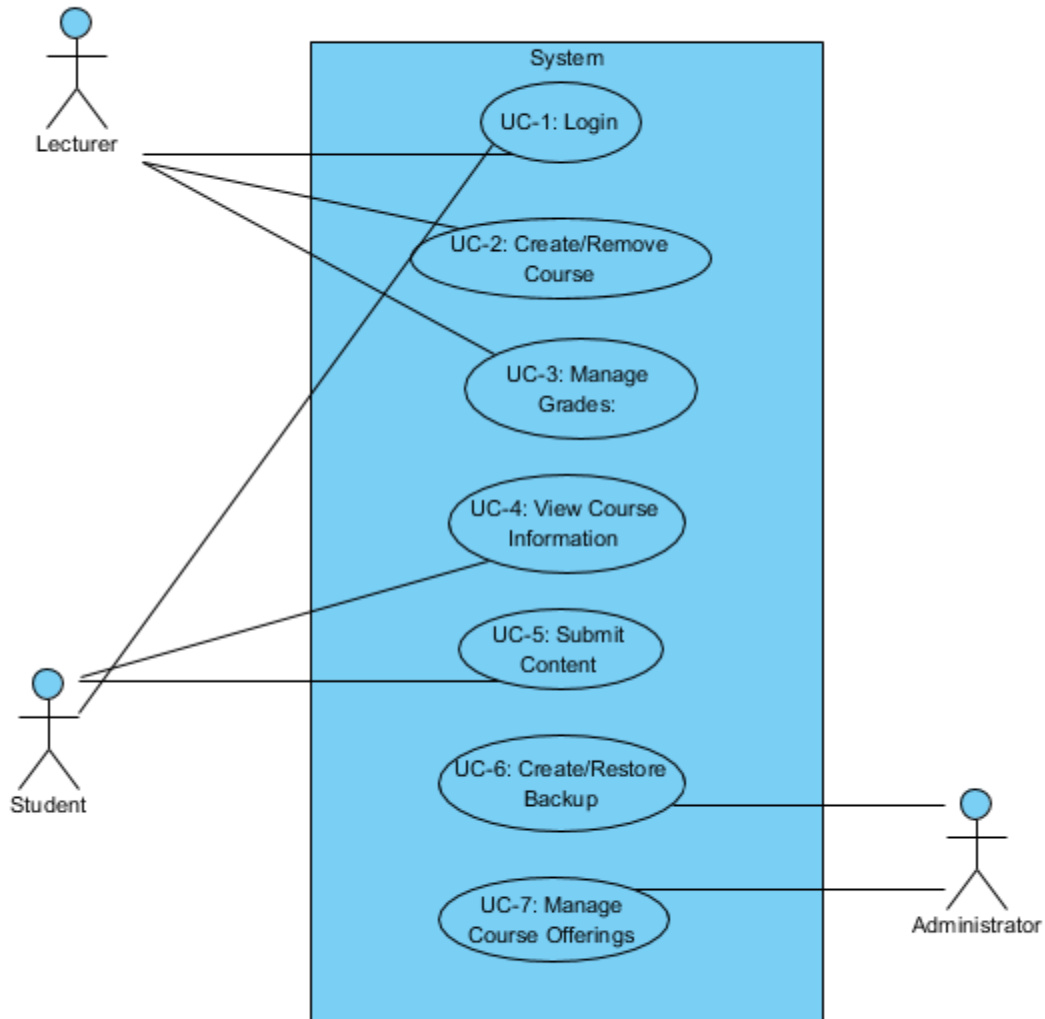 System
Lecturer
UC-1: Login
UC-2: Create/Remove
Course
UC-3: Manage
Grades:
UC-4: View Course
Information
UC-5: Submit
Content
Student
UC-6: Create/Restore
Backup
UC-7: Manage
Course Offerings
Administrator